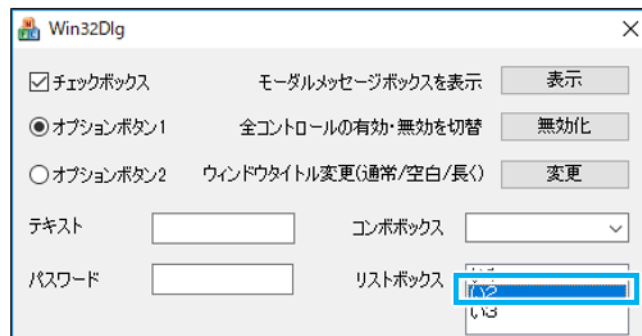 Win32Dlg
チェックボックス モーダルメッセージボックスを表示 表示
オプションボタン1 全コントロールの有効・無効を切替 無効化
オプションボタン2 ウィンドウタイトル変更(通常/空白/長く) 変更
テキスト コンボボックス
パスワード リストボックス
い2
い3